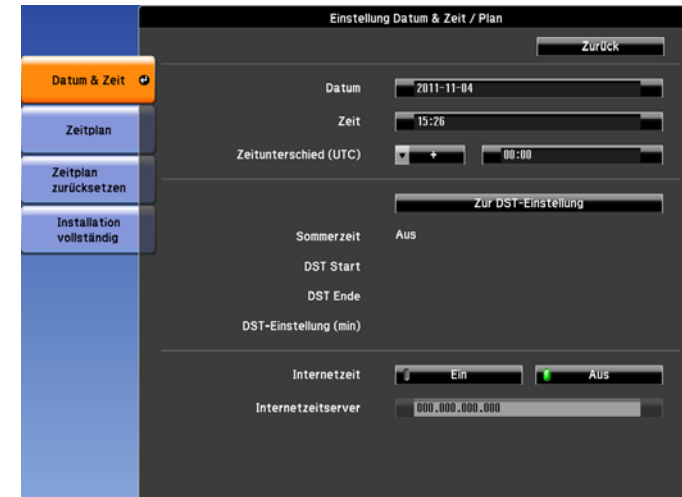 Einstellung Datum & Zeit / Plan
Zurück
Datum & Zeit
Zeitplan
Zeitplan
zurücksetzen
Installation
vollständig
Datum 2011-11-04
Zeit 15:26
Zeitunterschied (UTC) + 00:00
Zur DST-Einstellung
Sommerzeit Aus
DST Start
DST Ende
DST-Einstellung (min)
Internetzeit Ein Aus
Internetzeitserver 000.000.000.000